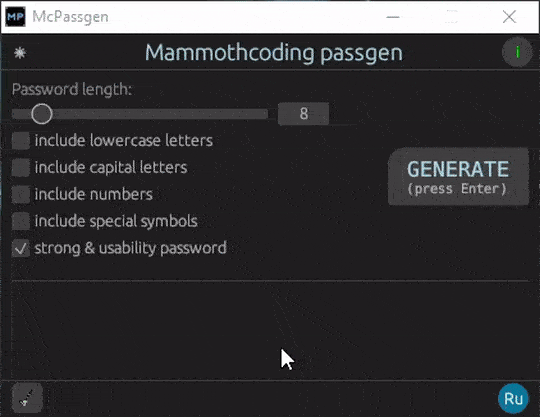 MP McPassgen
Mammothcoding passgen
i
Password length:
8
include lowercase letters
include capital letters
GENERATE
(press Enter)
include numbers
include special symbols
strong & usability password
Ru